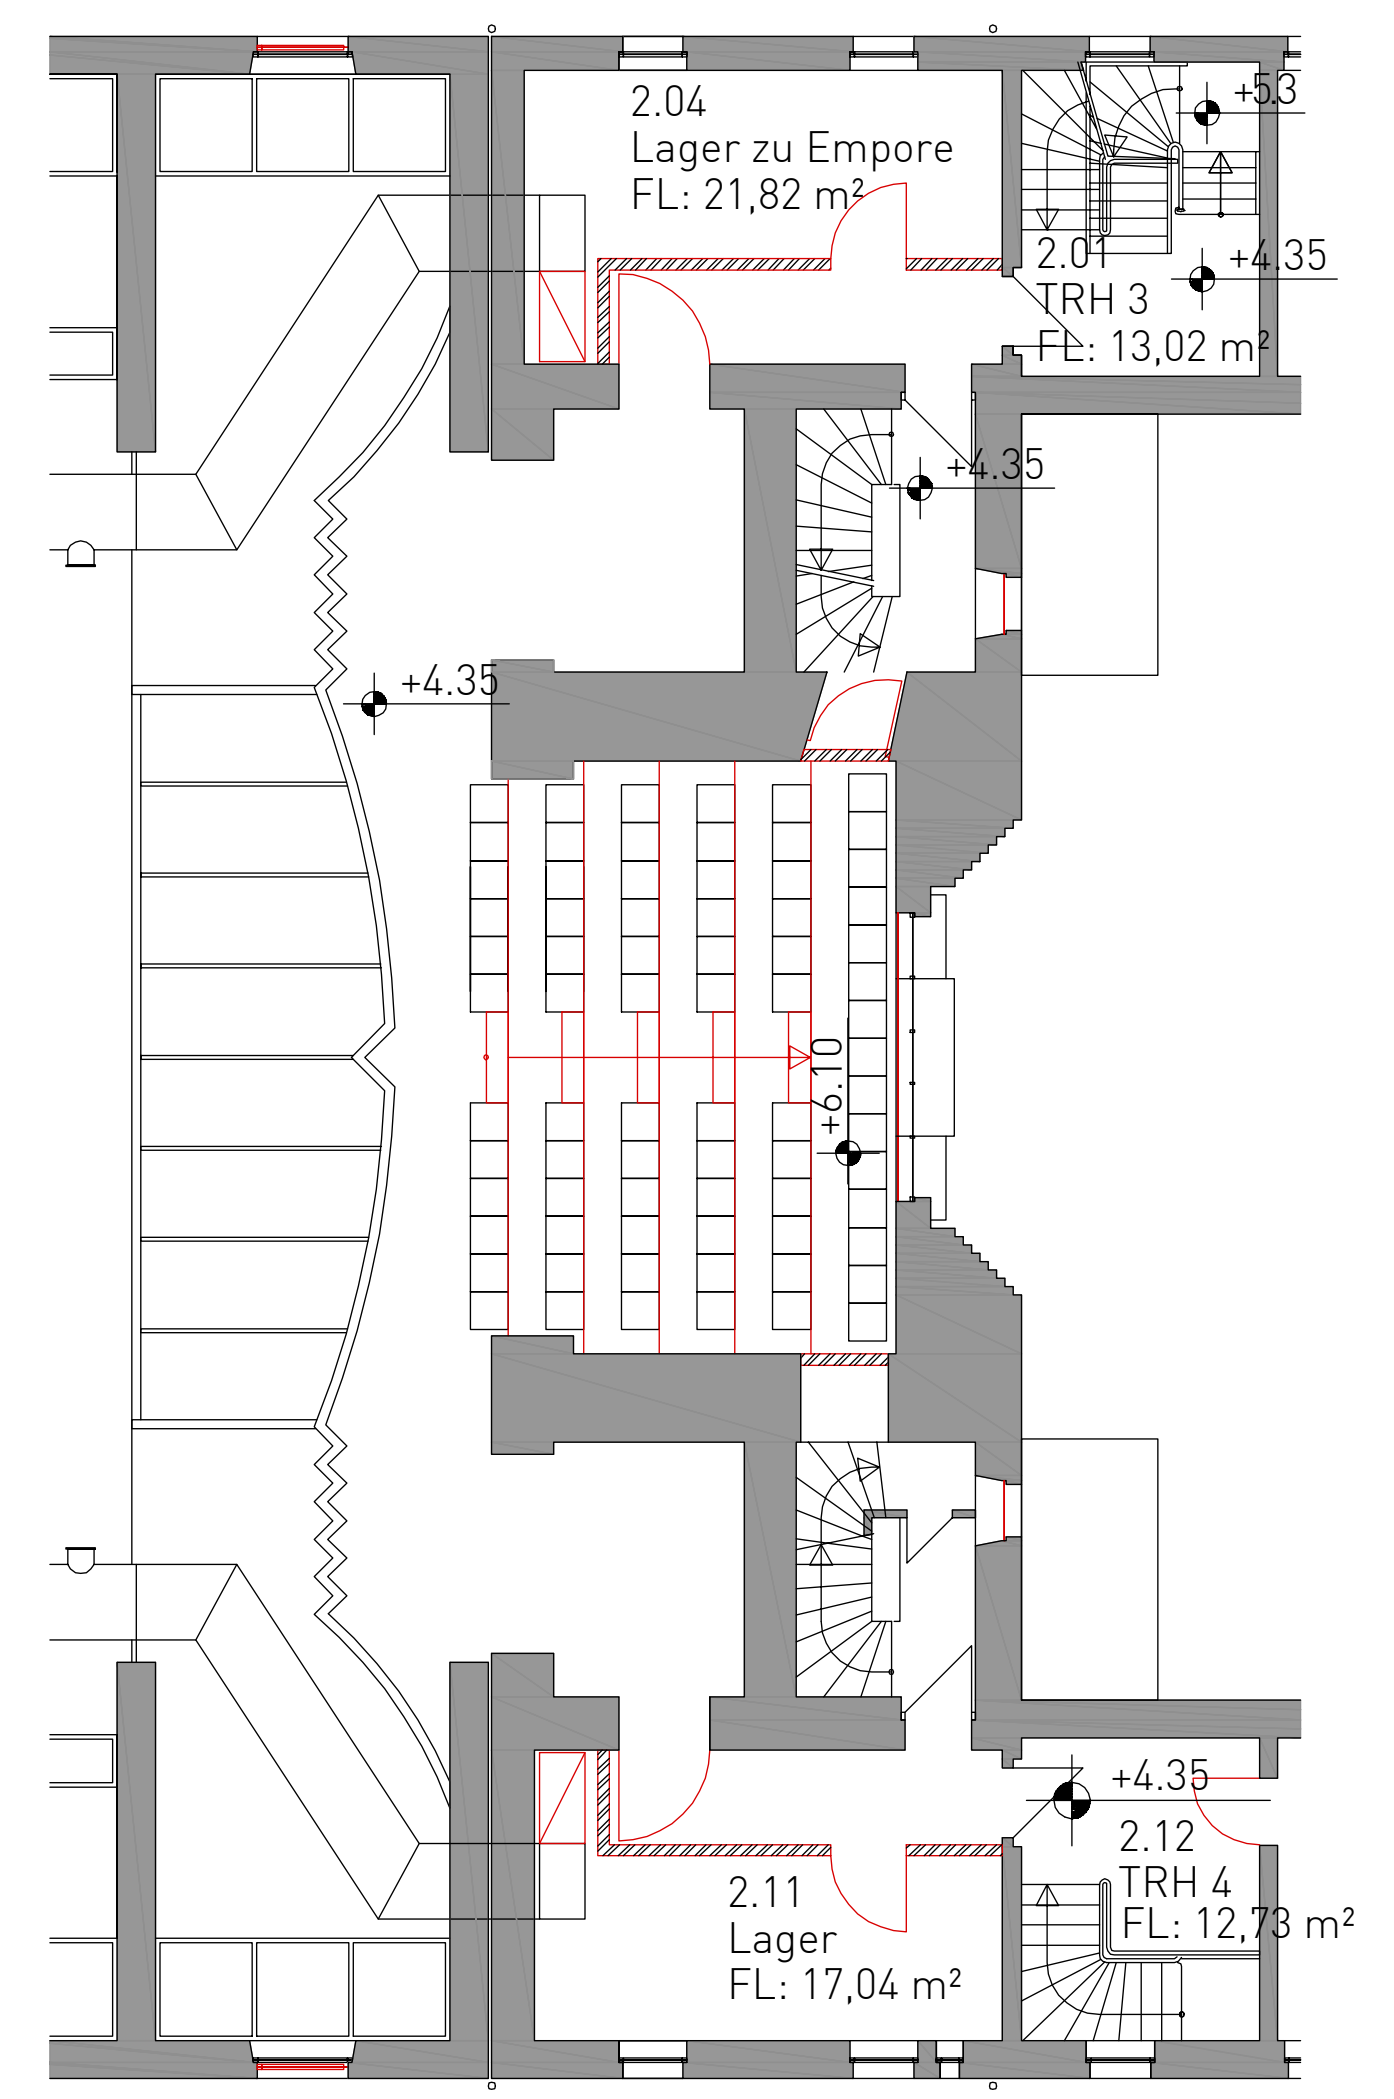 2.04
Lager zu Empore
FL: 21,82 m²
+5.3
2.01
TRH 3
FL: 13,02 m²
+4.35
+4.35
+4.35
+6.10
+4.35
2.12
TRH 4
FL: 12,73 m²
2.11
Lager
FL: 17,04 m²